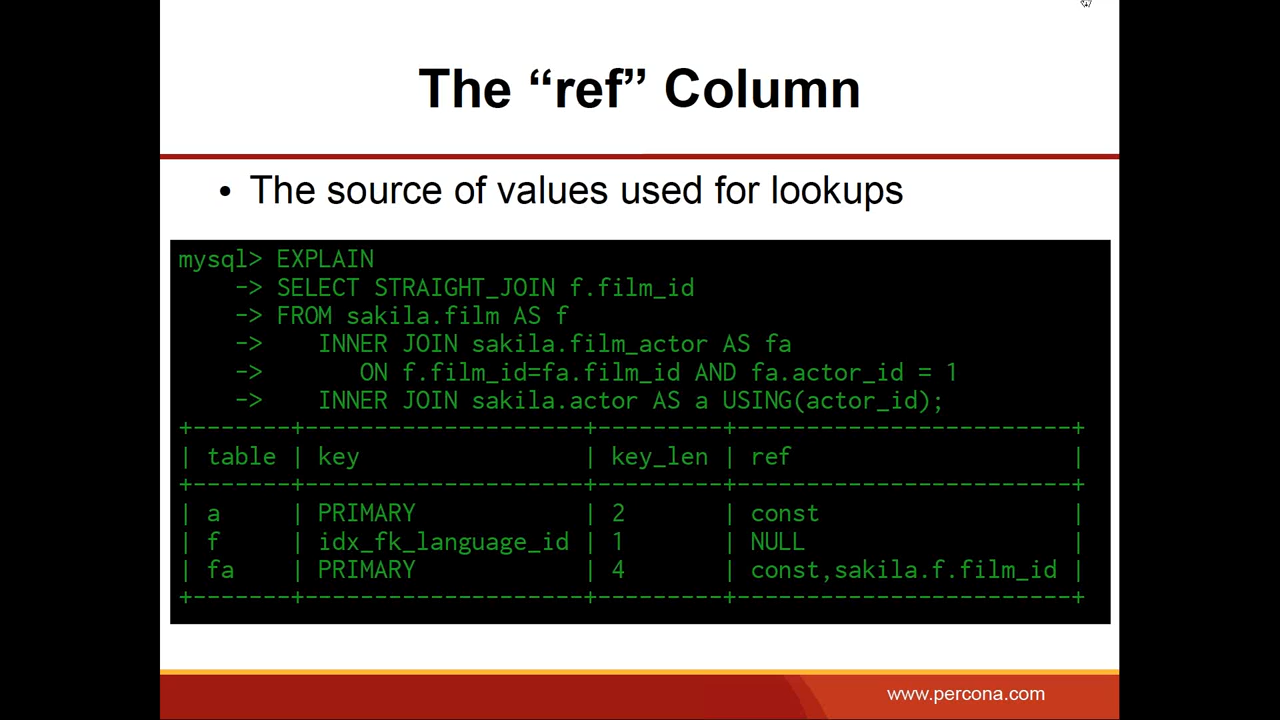 The “ref” Column
• The source of values used for lookups
mysql> EXPLAIN
    -> SELECT STRAIGHT_JOIN f.film_id
    -> FROM sakila.film AS f
    ->    INNER JOIN sakila.film_actor AS fa
    ->       ON f.film_id=fa.film_id AND fa.actor_id = 1
    ->    INNER JOIN sakila.actor AS a USING(actor_id);
+-------+--------------------+---------+------------------------+
| table | key                | key_len | ref                    |
+-------+--------------------+---------+------------------------+
| a     | PRIMARY            | 2       | const                  |
| f     | idx_fk_language_id | 1       | NULL                   |
| fa    | PRIMARY            | 4       | const,sakila.f.film_id |
+-------+--------------------+---------+------------------------+
www.percona.com